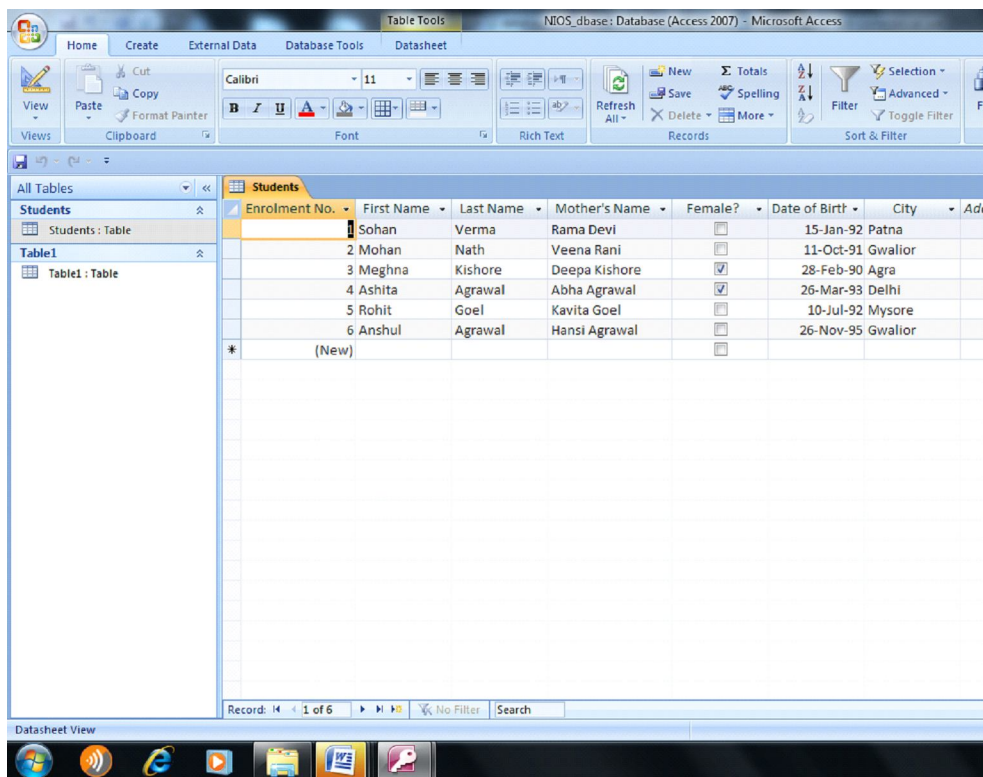 Table Tools NIOS_dbase : Database (Access 2007) - Microsoft Access
Home Create External Data Database Tools Datasheet
View
Views
Paste
Cut
Copy
Format Painter
Clipboard
Calibri 11
B I U A
Font
Rich Text
Refresh All
New
Save
Delete
Σ Totals
Spelling
More
Records
Filter
Selection
Advanced
Toggle Filter
Sort & Filter
All Tables
Students
Students : Table
Table1
Table1 : Table
Students
Enrolment No. First Name Last Name Mother's Name Female? Date of Birth City
1 Sohan Verma Rama Devi 15-Jan-92 Patna
2 Mohan Nath Veena Rani 11-Oct-91 Gwalior
3 Meghna Kishore Deepa Kishore 28-Feb-90 Agra
4 Ashita Agrawal Abha Agrawal 26-Mar-93 Delhi
5 Rohit Goel Kavita Goel 10-Jul-92 Mysore
6 Anshul Agrawal Hansi Agrawal 26-Nov-95 Gwalior
(New)
Record: 1 of 6 No Filter Search
Datasheet View